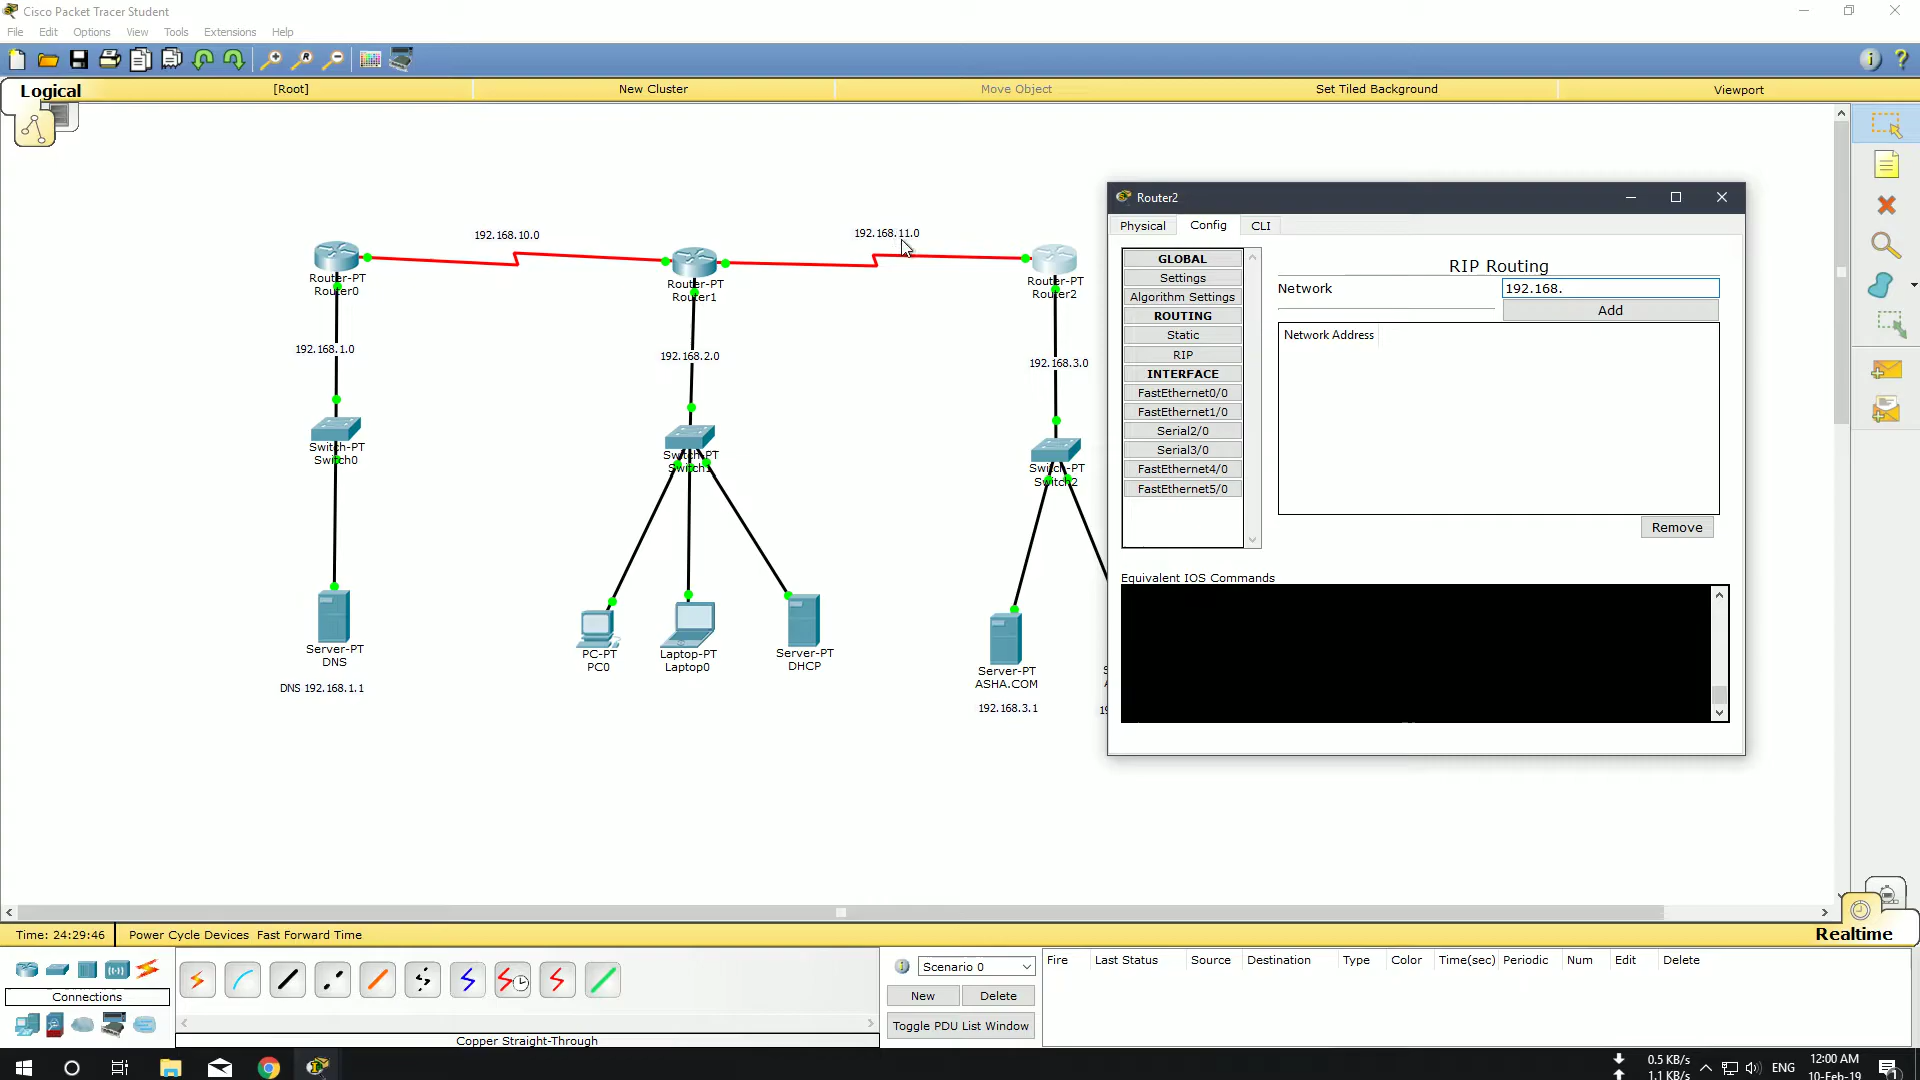 Cisco Packet Tracer Student
File Edit Options View Tools Extensions Help
Logical [Root] New Cluster Move Object Set Tiled Background Viewport
192.168.10.0
192.168.11.0
Router-PT
Router0
Router-PT
Router1
Router-PT
Router2
192.168.1.0
192.168.2.0
192.168.3.0
Switch-PT
Switch0
Switch-PT
Switch1
Switch-PT
Switch2
Server-PT
DNS
DNS 192.168.1.1
PC-PT
PC0
Laptop-PT
Laptop0
Server-PT
DHCP
Server-PT
ASHA.COM
192.168.3.1
Router2
Physical Config CLI
GLOBAL
Settings
Algorithm Settings
ROUTING
Static
RIP
INTERFACE
FastEthernet0/0
FastEthernet1/0
Serial2/0
Serial3/0
FastEthernet4/0
FastEthernet5/0
RIP Routing
Network 192.168.
Add
Network Address
Remove
Equivalent IOS Commands
Time: 24:29:46 Power Cycle Devices Fast Forward Time
Realtime
Connections
Copper Straight-Through
Scenario 0
New Delete
Toggle PDU List Window
Fire Last Status Source Destination Type Color Time(sec) Periodic Num Edit Delete
0.5 KB/s
1.1 KB/s
ENG
12:00 AM
10-Feb-19